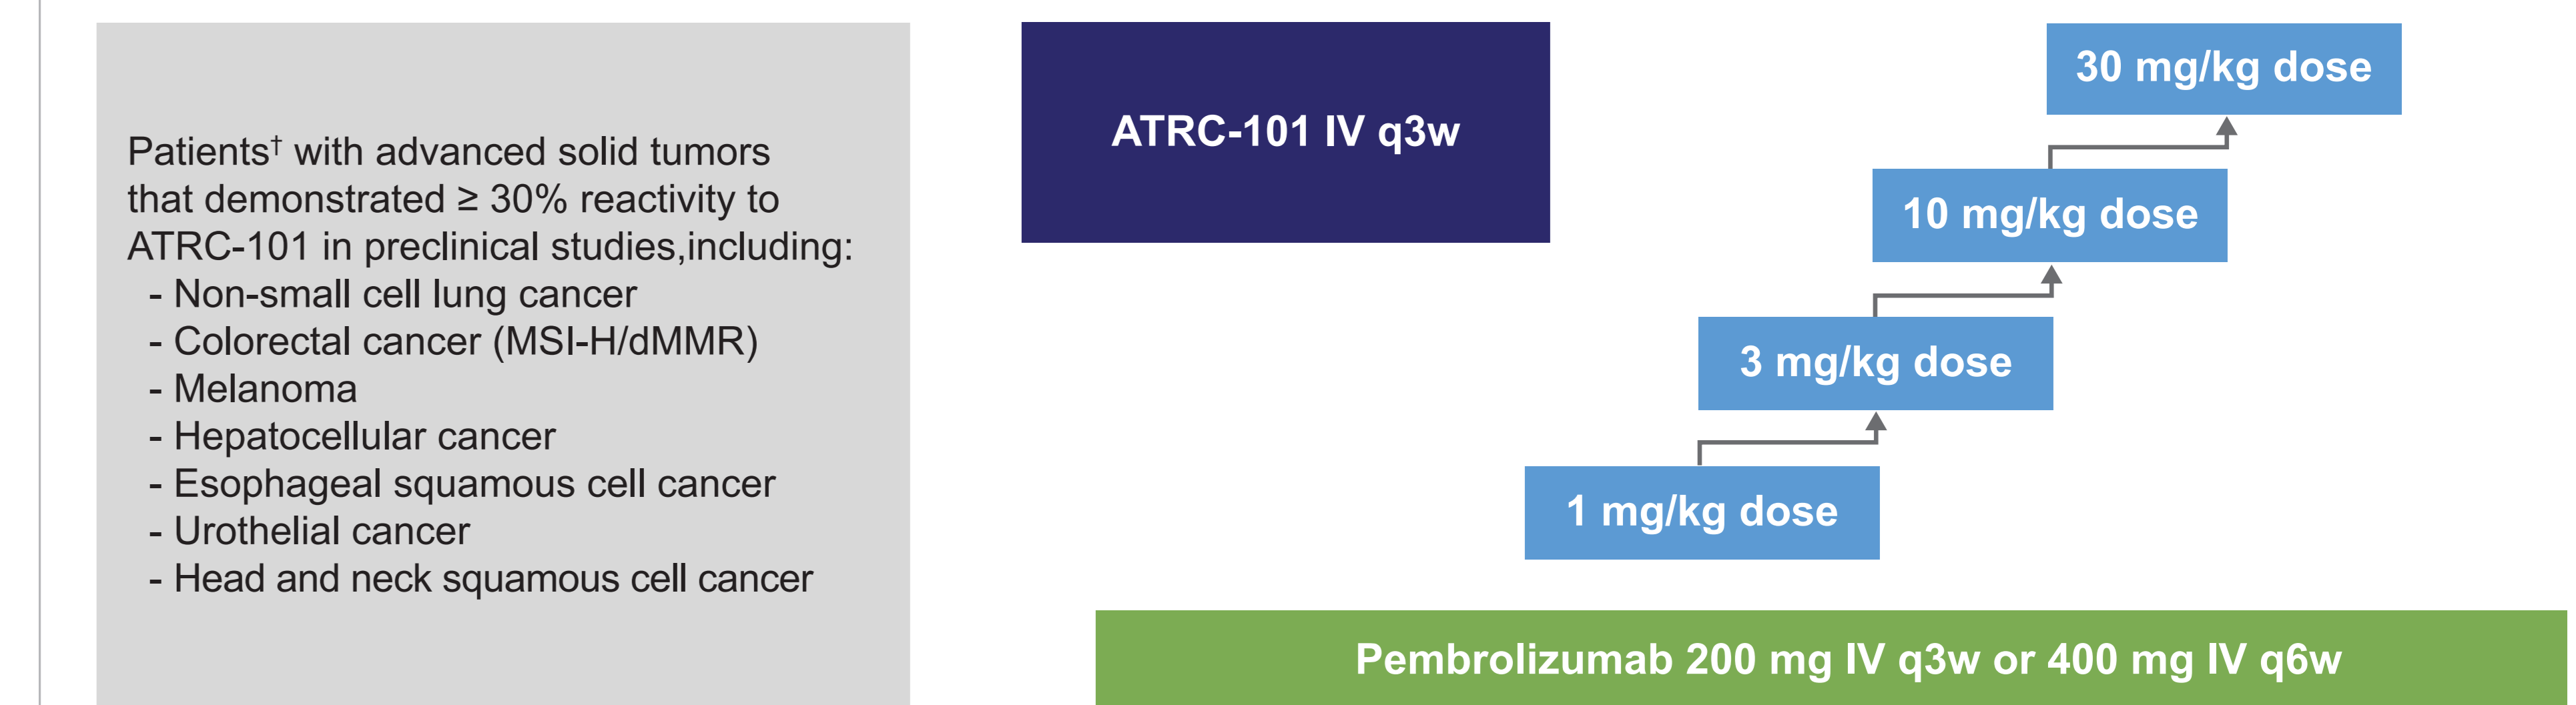 Patients† with advanced solid tumors
that demonstrated ≥ 30% reactivity to
ATRC-101 in preclinical studies,including:
- Non-small cell lung cancer
- Colorectal cancer (MSI-H/dMMR)
- Melanoma
- Hepatocellular cancer
- Esophageal squamous cell cancer
- Urothelial cancer
- Head and neck squamous cell cancer
ATRC-101 IV q3w
30 mg/kg dose
10 mg/kg dose
3 mg/kg dose
1 mg/kg dose
Pembrolizumab 200 mg IV q3w or 400 mg IV q6w